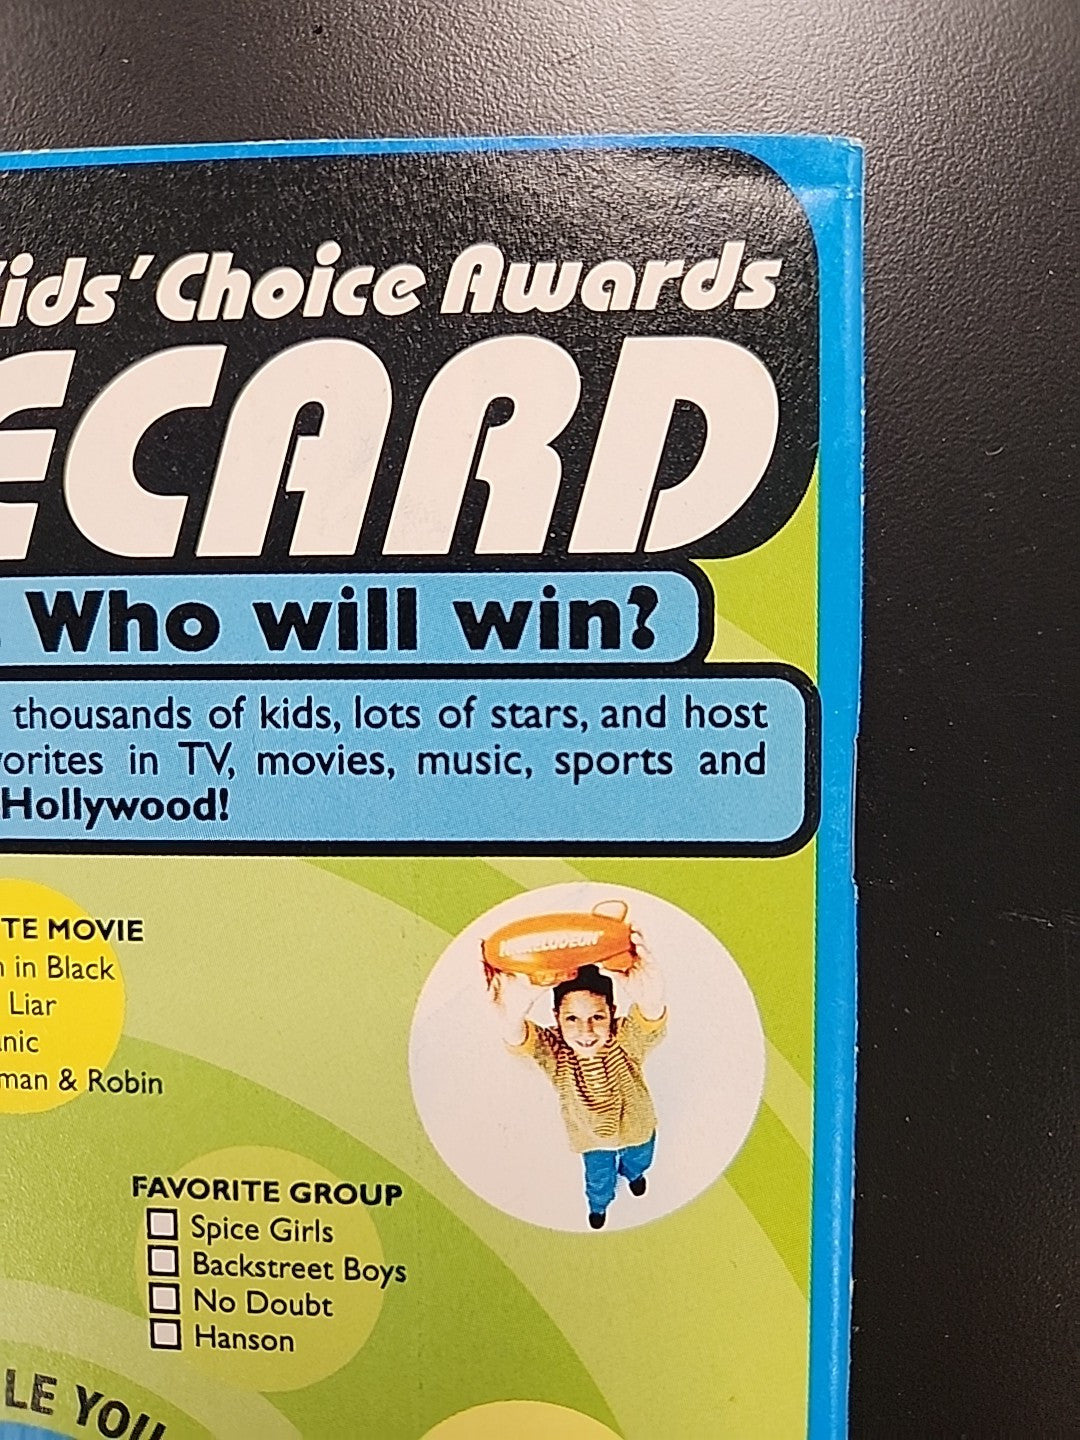 ids' Choice Awards
ECARD
Who will win?
thousands of kids, lots of stars, and host
orites in TV, movies, music, sports and
Hollywood!
TE MOVIE
n in Black
Liar
nic
man & Robin
NICKELODEON
FAVORITE GROUP
Spice Girls
Backstreet Boys
No Doubt
Hanson
LE YOU